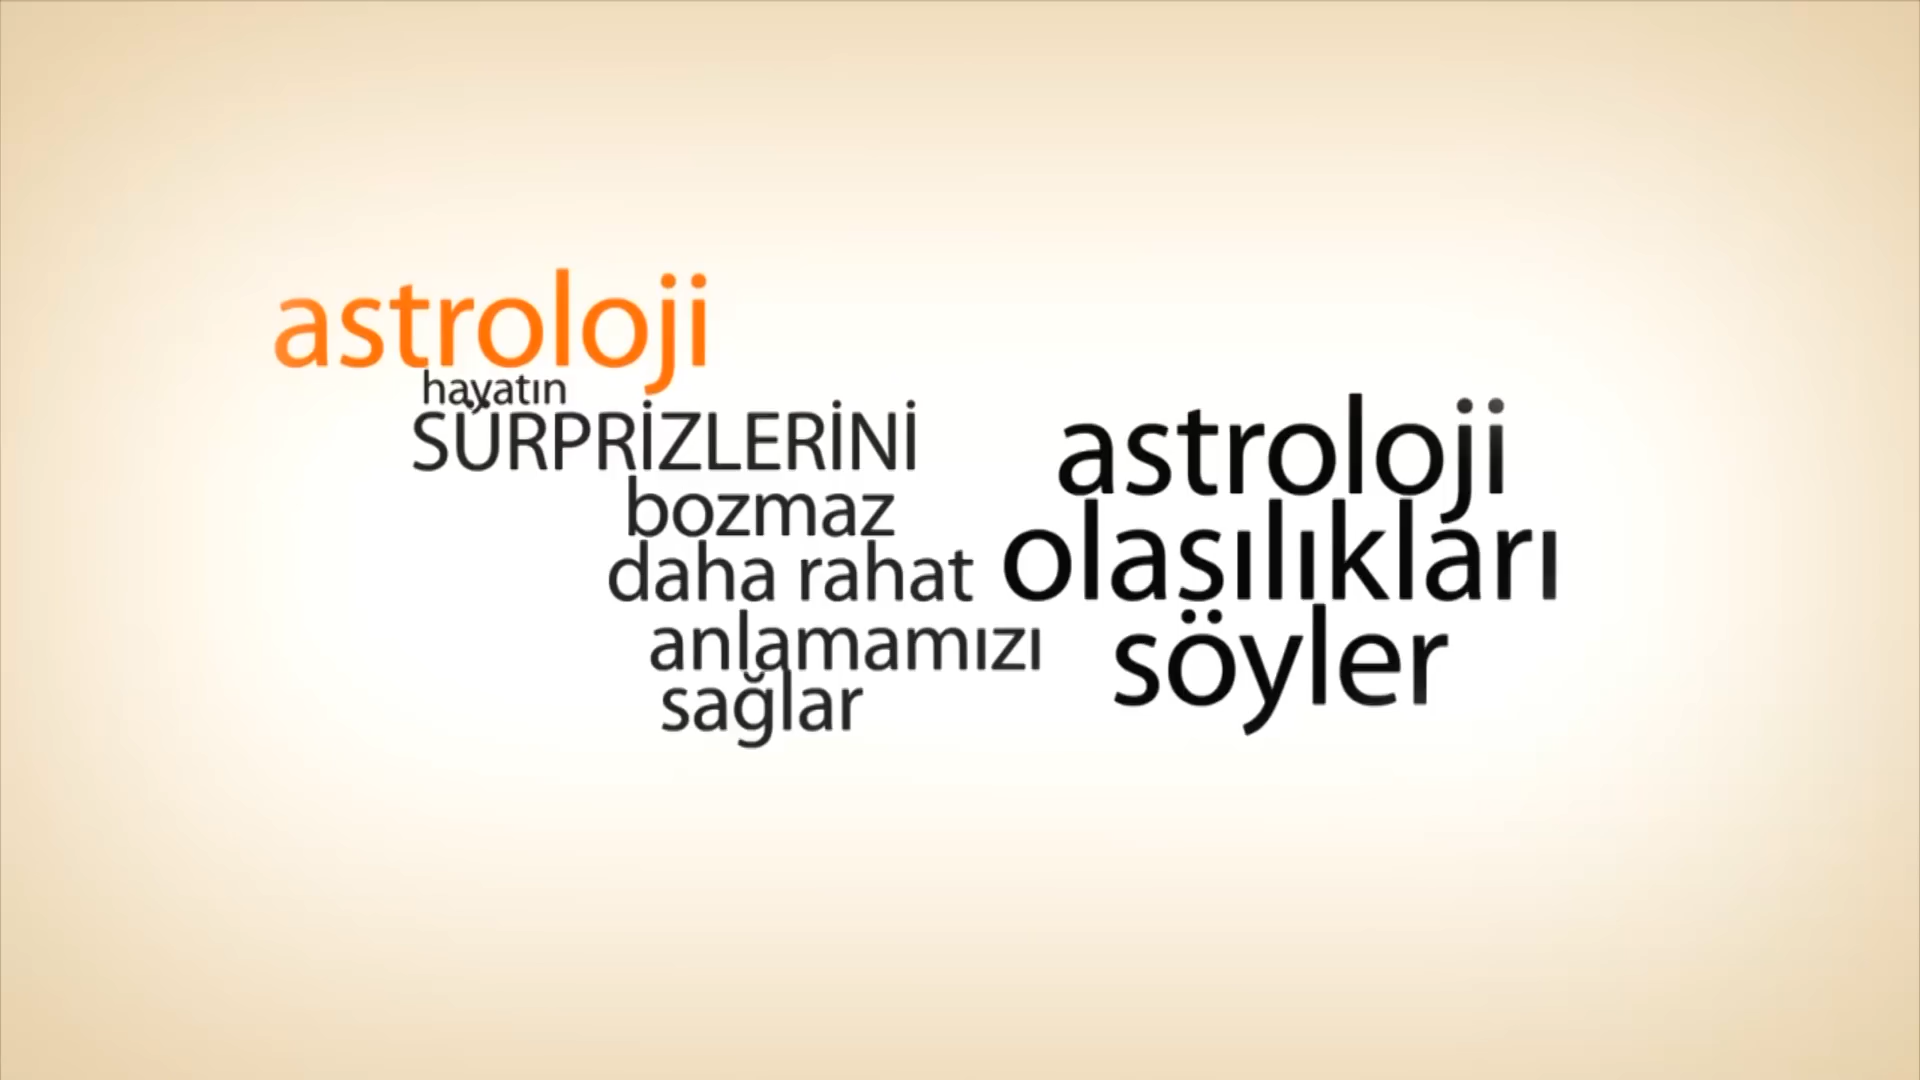 astroloji
hayatın
SÜRPRİZLERİNİ
bozmaz
daha rahat
anlamamızı
sağlar
astroloji
olasılıkları
söyler